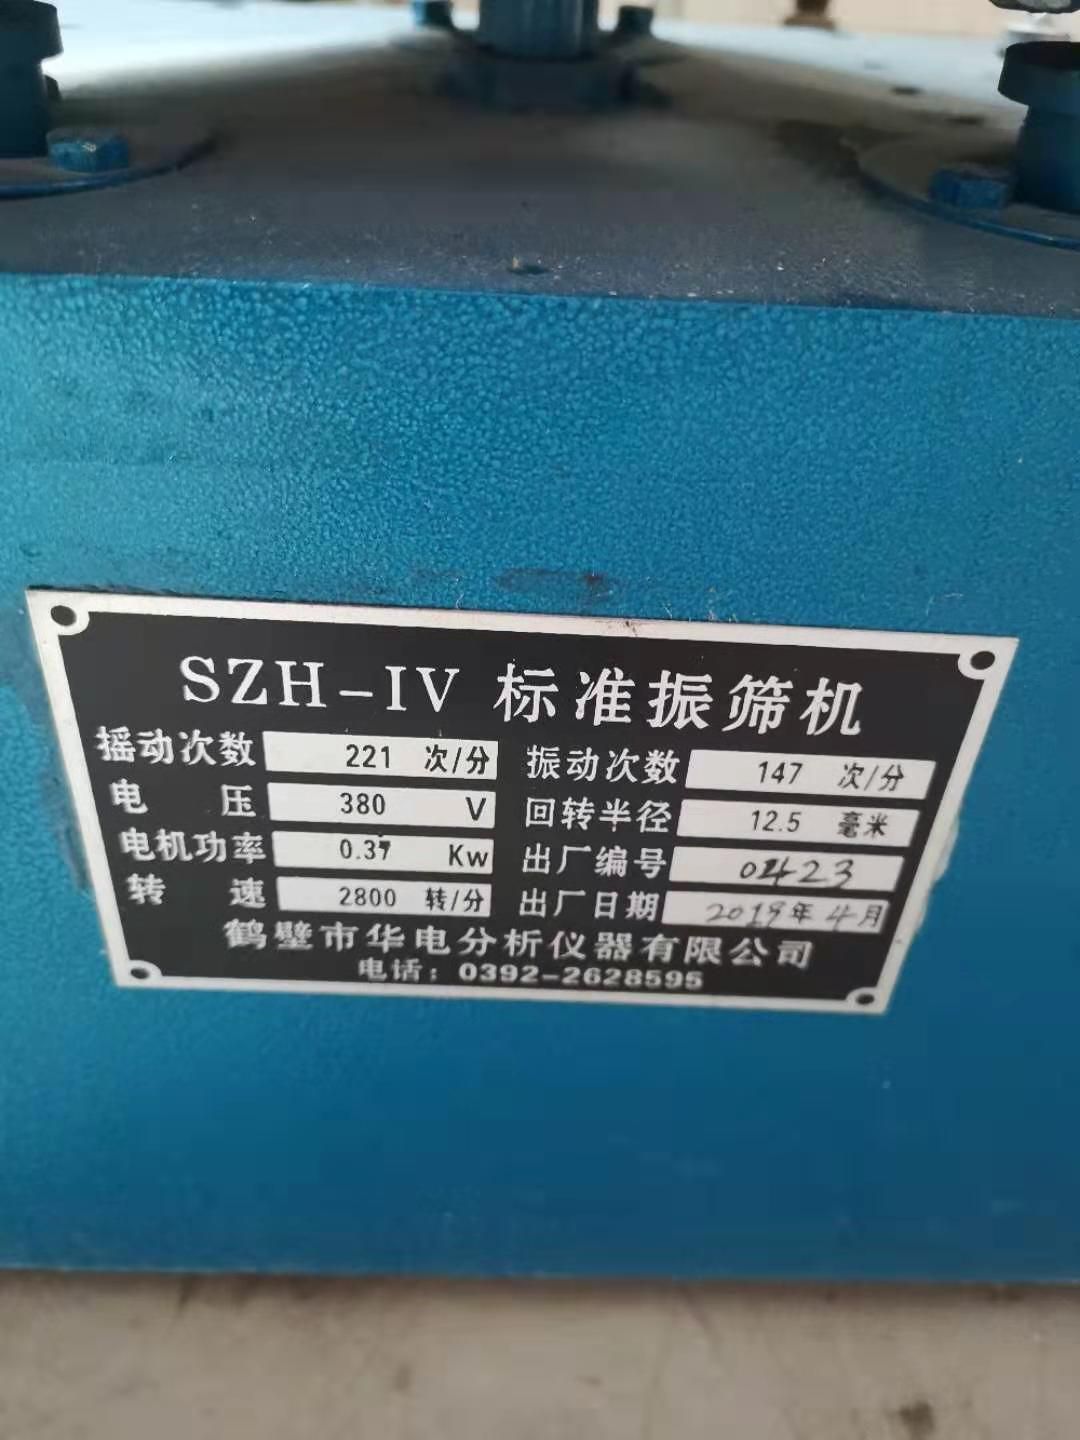 SZH-IV 标准振筛机
摇动次数 221 次/分 振动次数 147 次/分
电 压 380 V 回转半径 12.5 毫米
电机功率 0.37 Kw 出厂编号 0423
转 速 2800 转/分 出厂日期 2019年4月
鹤壁市华电分析仪器有限公司
电话：0392-2628595